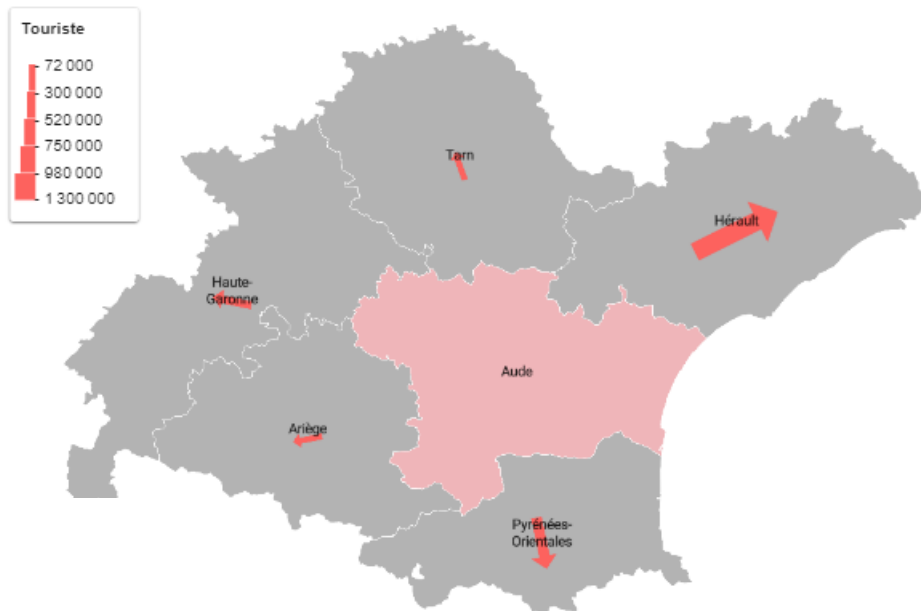 Touriste
72 000
300 000
520 000
750 000
980 000
1 300 000
Tarn
Hérault
Haute-
Garonne
Aude
Ariège
Pyrénées-
Orientales